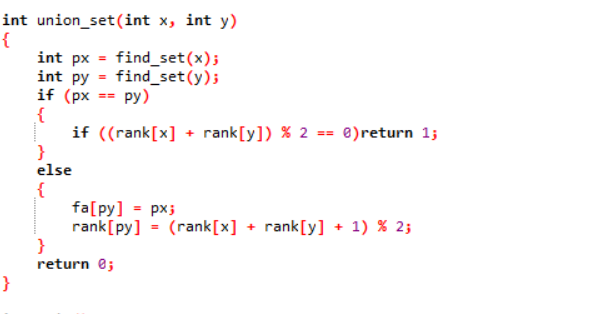 int union_set(int x, int y)
{
    int px = find_set(x);
    int py = find_set(y);
    if (px == py)
    {
        if ((rank[x] + rank[y]) % 2 == 0)return 1;
    }
    else
    {
        fa[py] = px;
        rank[py] = (rank[x] + rank[y] + 1) % 2;
    }
    return 0;
}